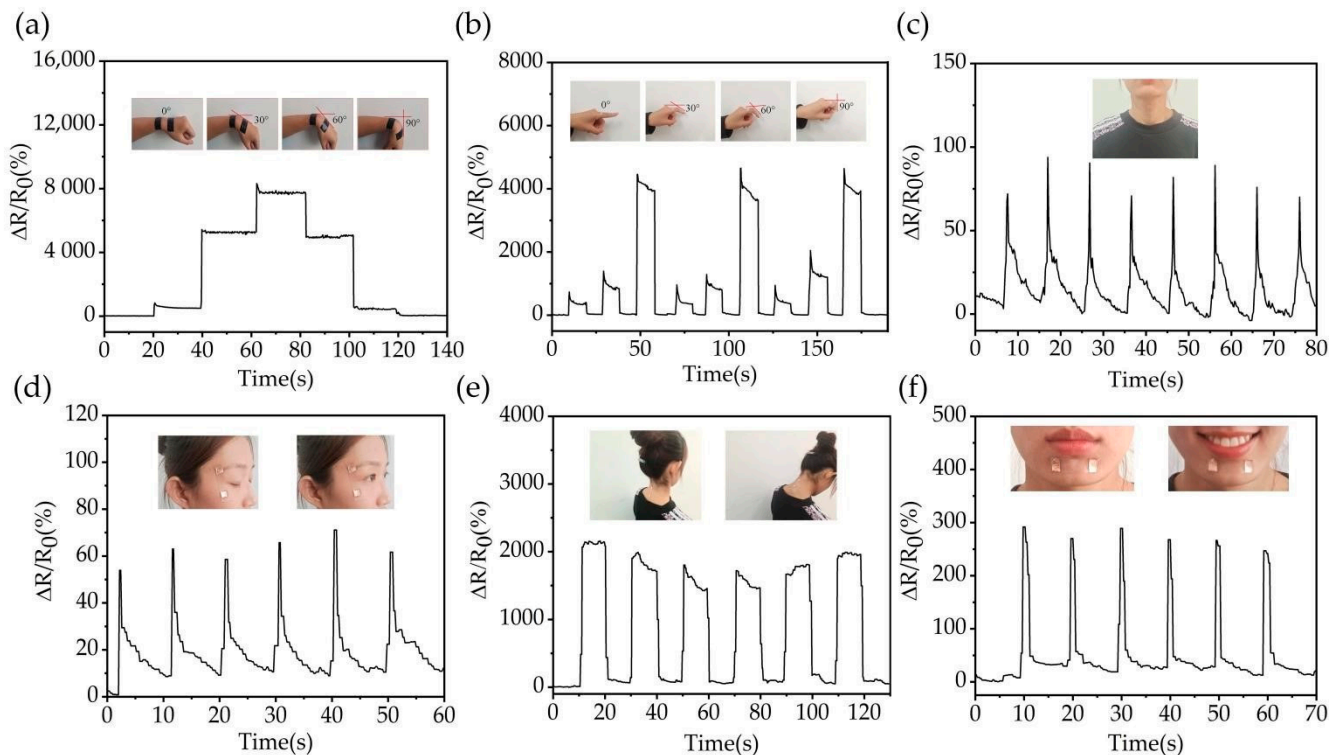 (a)
16,000
12,000
8 000
4 000
0
ΔR/R₀(%)
0°
30°
60°
90°
0 20 40 60 80 100 120 140
Time(s)
(b)
8000
6000
4000
2000
0
ΔR/R₀(%)
0°
30°
60°
90°
0 50 100 150
Time(s)
(c)
150
100
50
0
ΔR/R₀(%)
0 10 20 30 40 50 60 70 80
Time(s)
(d)
120
100
80
60
40
20
0
ΔR/R₀(%)
0 10 20 30 40 50 60
Time(s)
(e)
4000
3000
2000
1000
0
ΔR/R₀(%)
0 20 40 60 80 100 120
Time(s)
(f)
500
400
300
200
100
0
ΔR/R₀(%)
0 10 20 30 40 50 60 70
Time(s)